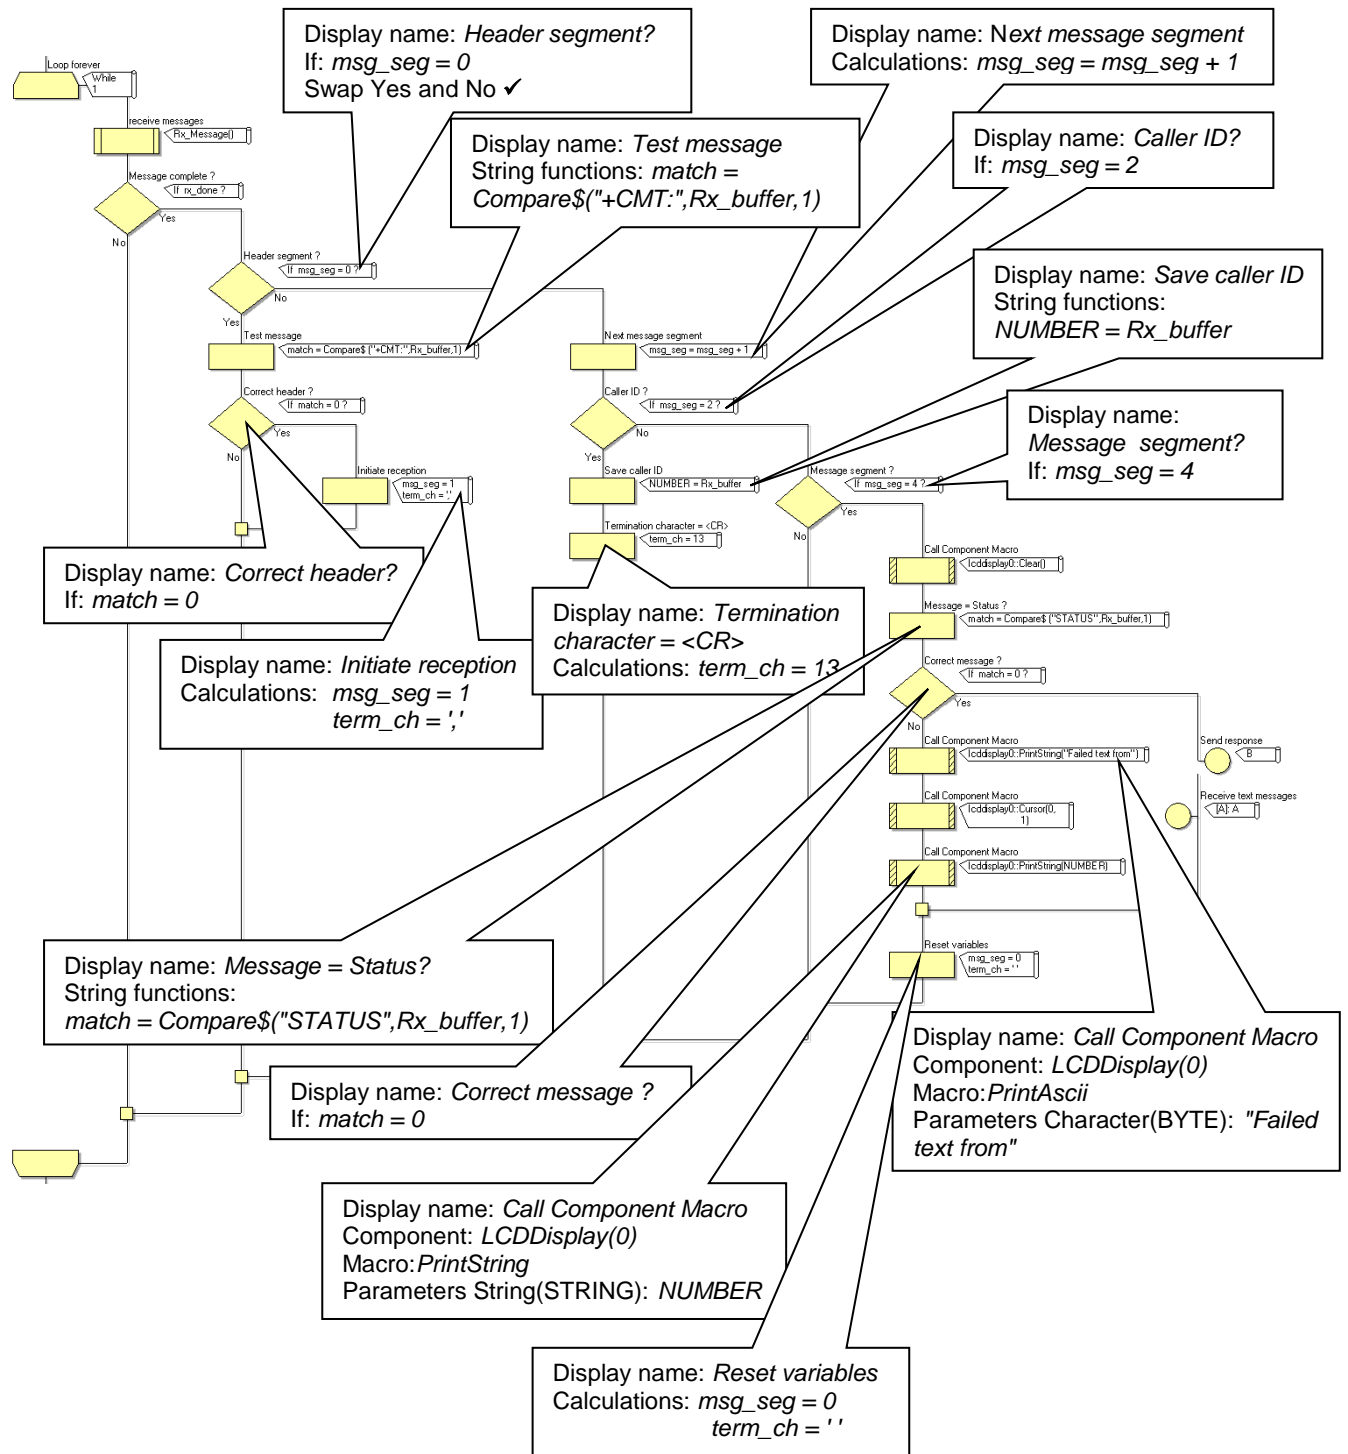 Display name: Header segment?
If: msg_seg = 0
Swap Yes and No ✓
Display name: Next message segment
Calculations: msg_seg = msg_seg + 1
Display name: Test message
String functions: match =
Compare$("+CMT:",Rx_buffer,1)
Display name: Caller ID?
If: msg_seg = 2
Display name: Save caller ID
String functions:
NUMBER = Rx_buffer
Display name:
Message segment?
If: msg_seg = 4
Loop forever
While
1
receive messages
Rx_Message()
Message complete ?
If rx_done ?
Yes
No
Header segment ?
If msg_seg = 0 ?
No
Yes
Test message
match = Compare$ ("+CMT:",Rx_buffer,1)
Next message segment
msg_seg = msg_seg + 1
Correct header ?
If match = 0 ?
Yes
No
Caller ID ?
If msg_seg = 2 ?
No
Yes
Initiate reception
msg_seg = 1
term_ch = ','
Save caller ID
NUMBER = Rx_buffer
Message segment ?
If msg_seg = 4 ?
Yes
No
Termination character = <CR>
term_ch = 13
Call Component Macro
lcddisplay0::Clear()
Message = Status ?
match = Compare$ ("STATUS",Rx_buffer,1)
Correct message ?
If match = 0 ?
Yes
No
Call Component Macro
lcddisplay0::PrintString("Failed text from")
Send response
B
Call Component Macro
lcddisplay0::Cursor(0,
1)
Receive text messages
[A]: A
Call Component Macro
lcddisplay0::PrintString(NUMBER)
Reset variables
msg_seg = 0
term_ch = ' '
Display name: Correct header?
If: match = 0
Display name: Initiate reception
Calculations: msg_seg = 1
term_ch = ','
Display name: Termination
character = <CR>
Calculations: term_ch = 13
Display name: Message = Status?
String functions:
match = Compare$("STATUS",Rx_buffer,1)
Display name: Correct message ?
If: match = 0
Display name: Call Component Macro
Component: LCDDisplay(0)
Macro:PrintAscii
Parameters Character(BYTE): "Failed
text from"
Display name: Call Component Macro
Component: LCDDisplay(0)
Macro:PrintString
Parameters String(STRING): NUMBER
Display name: Reset variables
Calculations: msg_seg = 0
term_ch = ' '